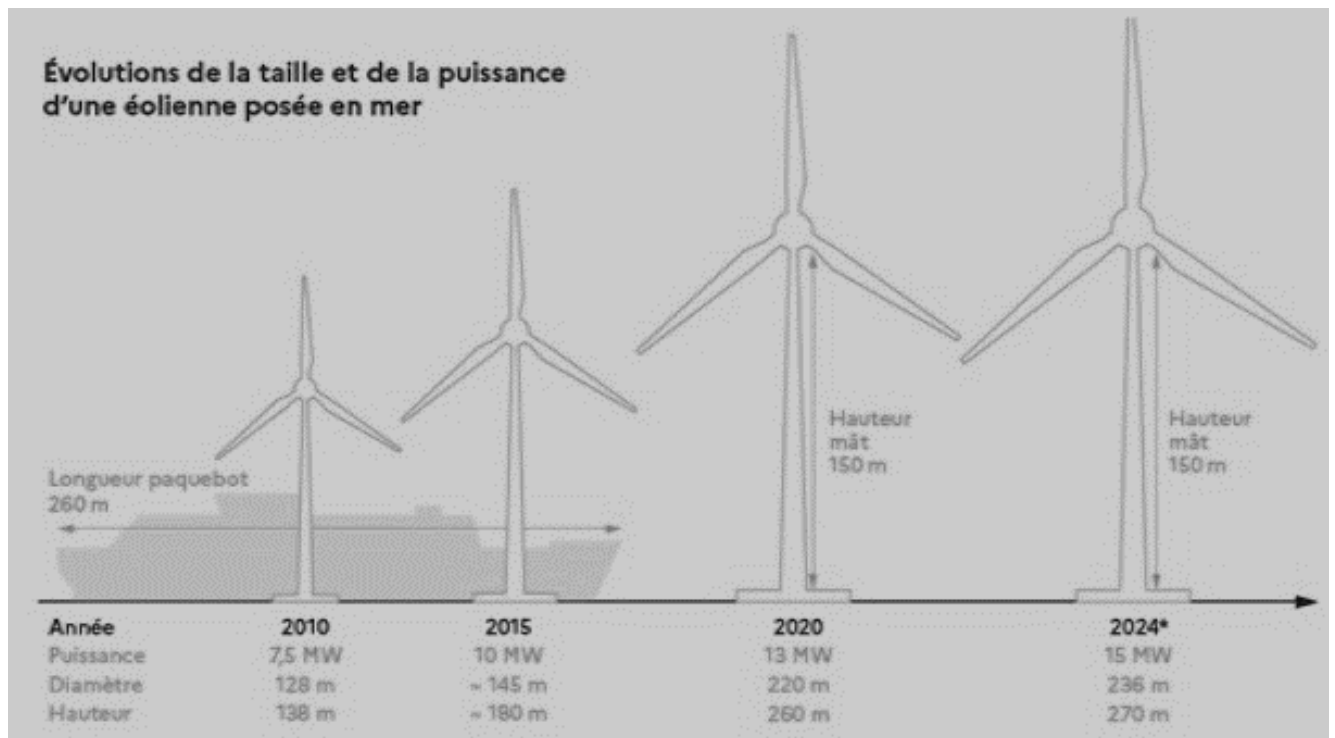 Évolutions de la taille et de la puissance
d'une éolienne posée en mer
Longueur paquebot
260 m
Hauteur
mât
150 m
Hauteur
mât
150 m
Année 2010 2015 2020 2024*
Puissance 7,5 MW 10 MW 13 MW 15 MW
Diamètre 128 m ~ 145 m 220 m 236 m
Hauteur 138 m ~ 180 m 260 m 270 m